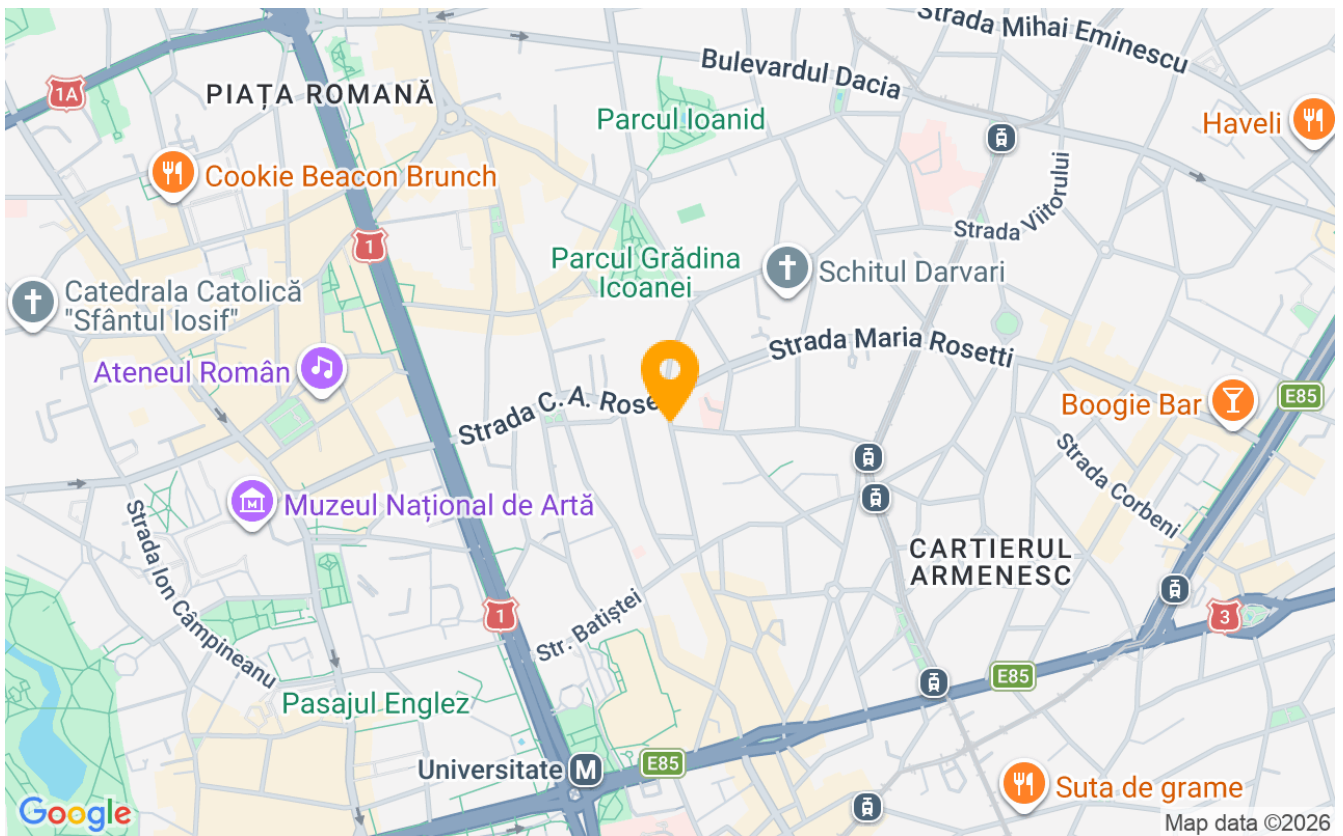 Strada Mihai Eminescu
Bulevardul Dacia
1A
PIAȚA ROMANĂ
Parcul Ioanid
Haveli
Cookie Beacon Brunch
Strada Viitorului
1
Parcul Grădina
Icoanei
Schitul Darvari
Catedrala Catolică
"Sfântul Iosif"
Strada Maria Rosetti
Ateneul Român
Strada C. A. Rose
Boogie Bar
E85
Strada Corbeni
Muzeul Național de Artă
Strada Ion Câmpineanu
CARTIERUL
ARMENESC
1
3
Str. Batiștei
E85
Pasajul Englez
Universitate M
E85
Suta de grame
Google
Map data ©2026